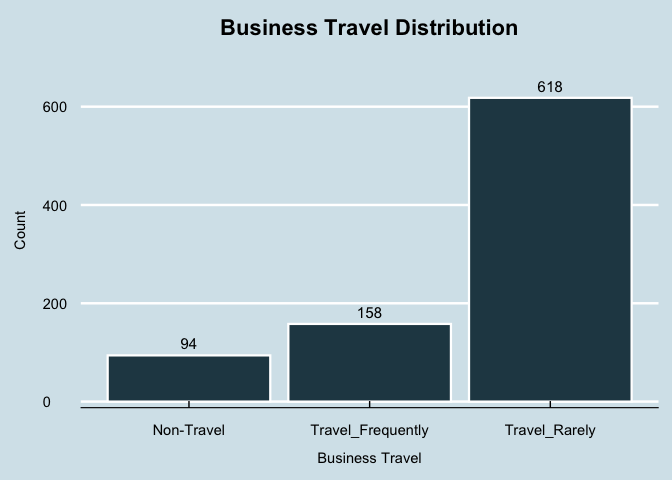 Business Travel Distribution
618
600
Count
400
200
158
94
0
Non-Travel
Travel_Frequently
Travel_Rarely
Business Travel